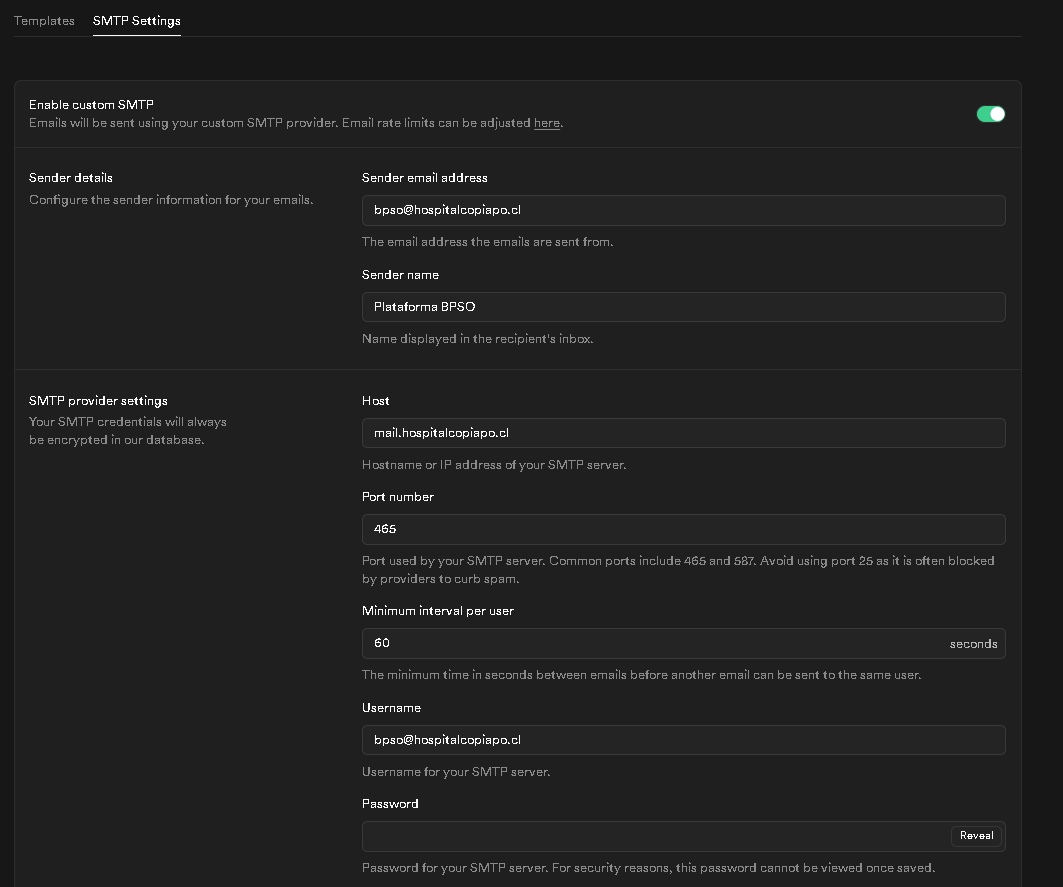 Templates
SMTP Settings
Enable custom SMTP
Emails will be sent using your custom SMTP provider. Email rate limits can be adjusted here.
Sender details
Configure the sender information for your emails.
Sender email address
bpso@hospitalcopiapo.cl
The email address the emails are sent from.
Sender name
Plataforma BPSO
Name displayed in the recipient's inbox.
SMTP provider settings
Your SMTP credentials will always
be encrypted in our database.
Host
mail.hospitalcopiapo.cl
Hostname or IP address of your SMTP server.
Port number
465
Port used by your SMTP server. Common ports include 465 and 587. Avoid using port 25 as it is often blocked
by providers to curb spam.
Minimum interval per user
60
seconds
The minimum time in seconds between emails before another email can be sent to the same user.
Username
bpso@hospitalcopiapo.cl
Username for your SMTP server.
Password
Reveal
Password for your SMTP server. For security reasons, this password cannot be viewed once saved.